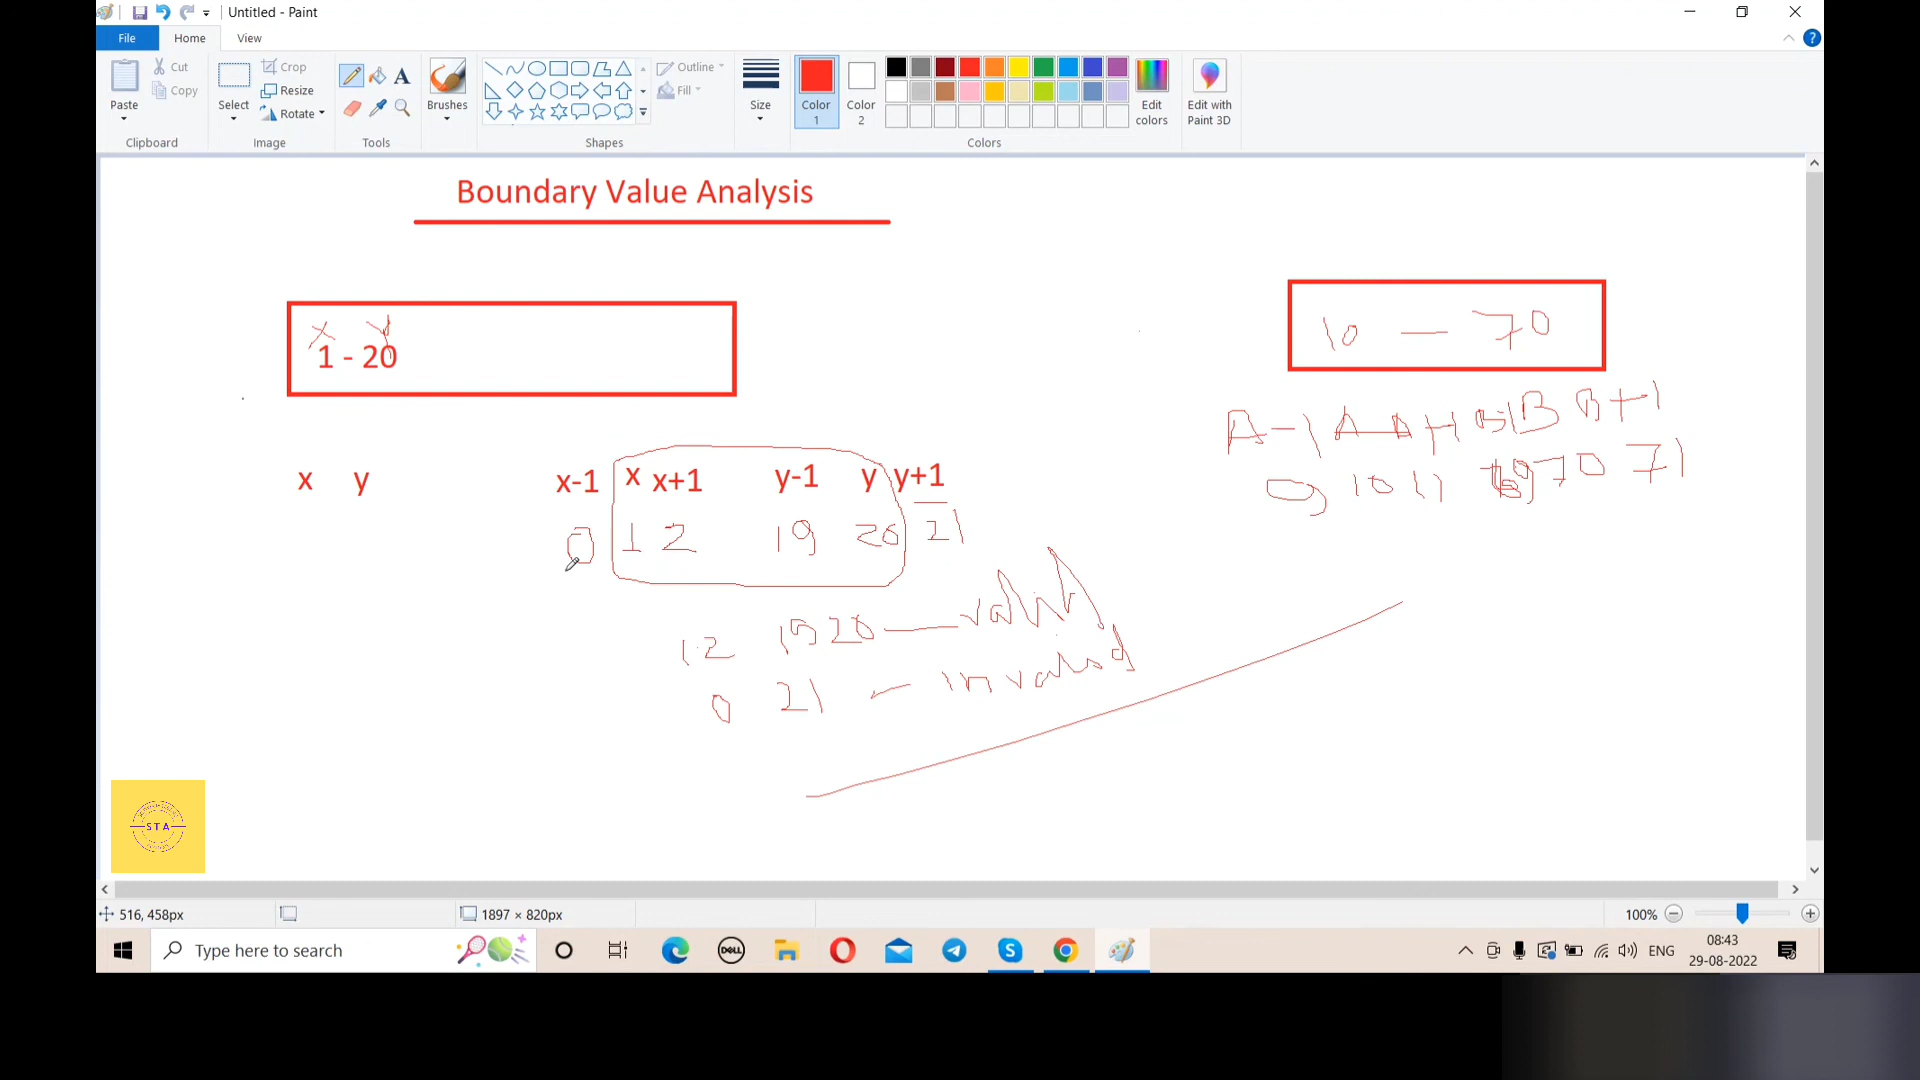 Untitled - Paint
File Home View
Cut
Copy
Paste
Clipboard
Crop
Resize
Rotate
Select
Image
Tools
Brushes
Outline
Fill
Shapes
Size
Color 1
Color 2
Edit colors
Colors
Edit with Paint 3D
Boundary Value Analysis
x y
1 - 20
10 — 70
A-1 A A+1 B-1 B B+1
09 10 11 69 70 71
x y x-1 x x+1 y-1 y y+1
0 1 2 19 20 21
1 2 19 20 — valid
0 21 — invalid
STA
516, 458px
1897 × 820px
100%
Type here to search
DELL
ENG
08:43
29-08-2022